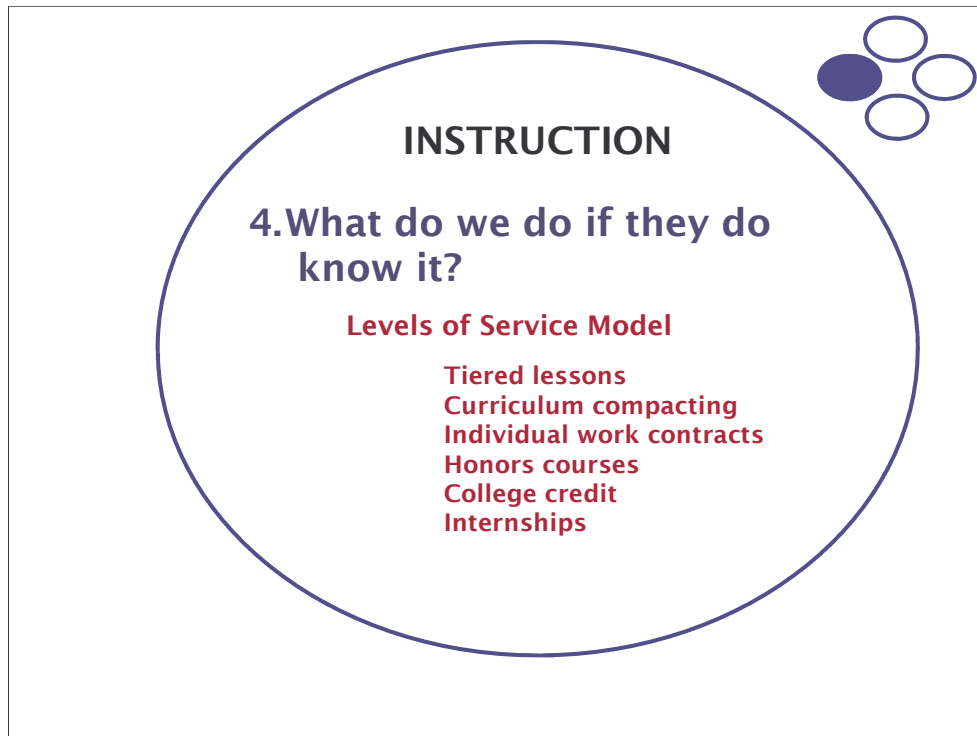 INSTRUCTION
4.What do we do if they do
know it?
Levels of Service Model
Tiered lessons
Curriculum compacting
Individual work contracts
Honors courses
College credit
Internships